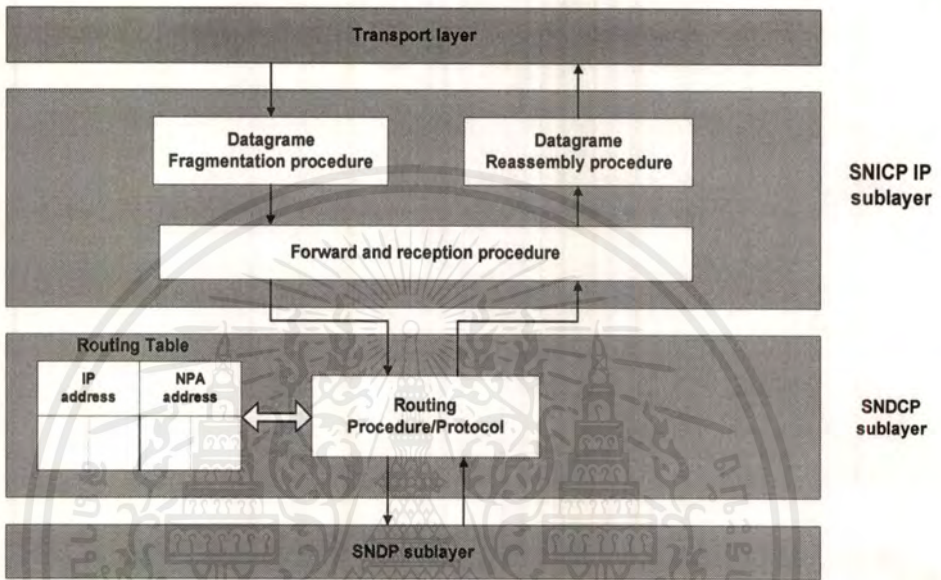 Transport layer
Datagrame
Fragmentation procedure
Datagrame
Reassembly procedure
SNICP IP
sublayer
Forward and reception procedure
Routing Table
IP
address
NPA
address
Routing
Procedure/Protocol
SNDCP
sublayer
SNDP sublayer